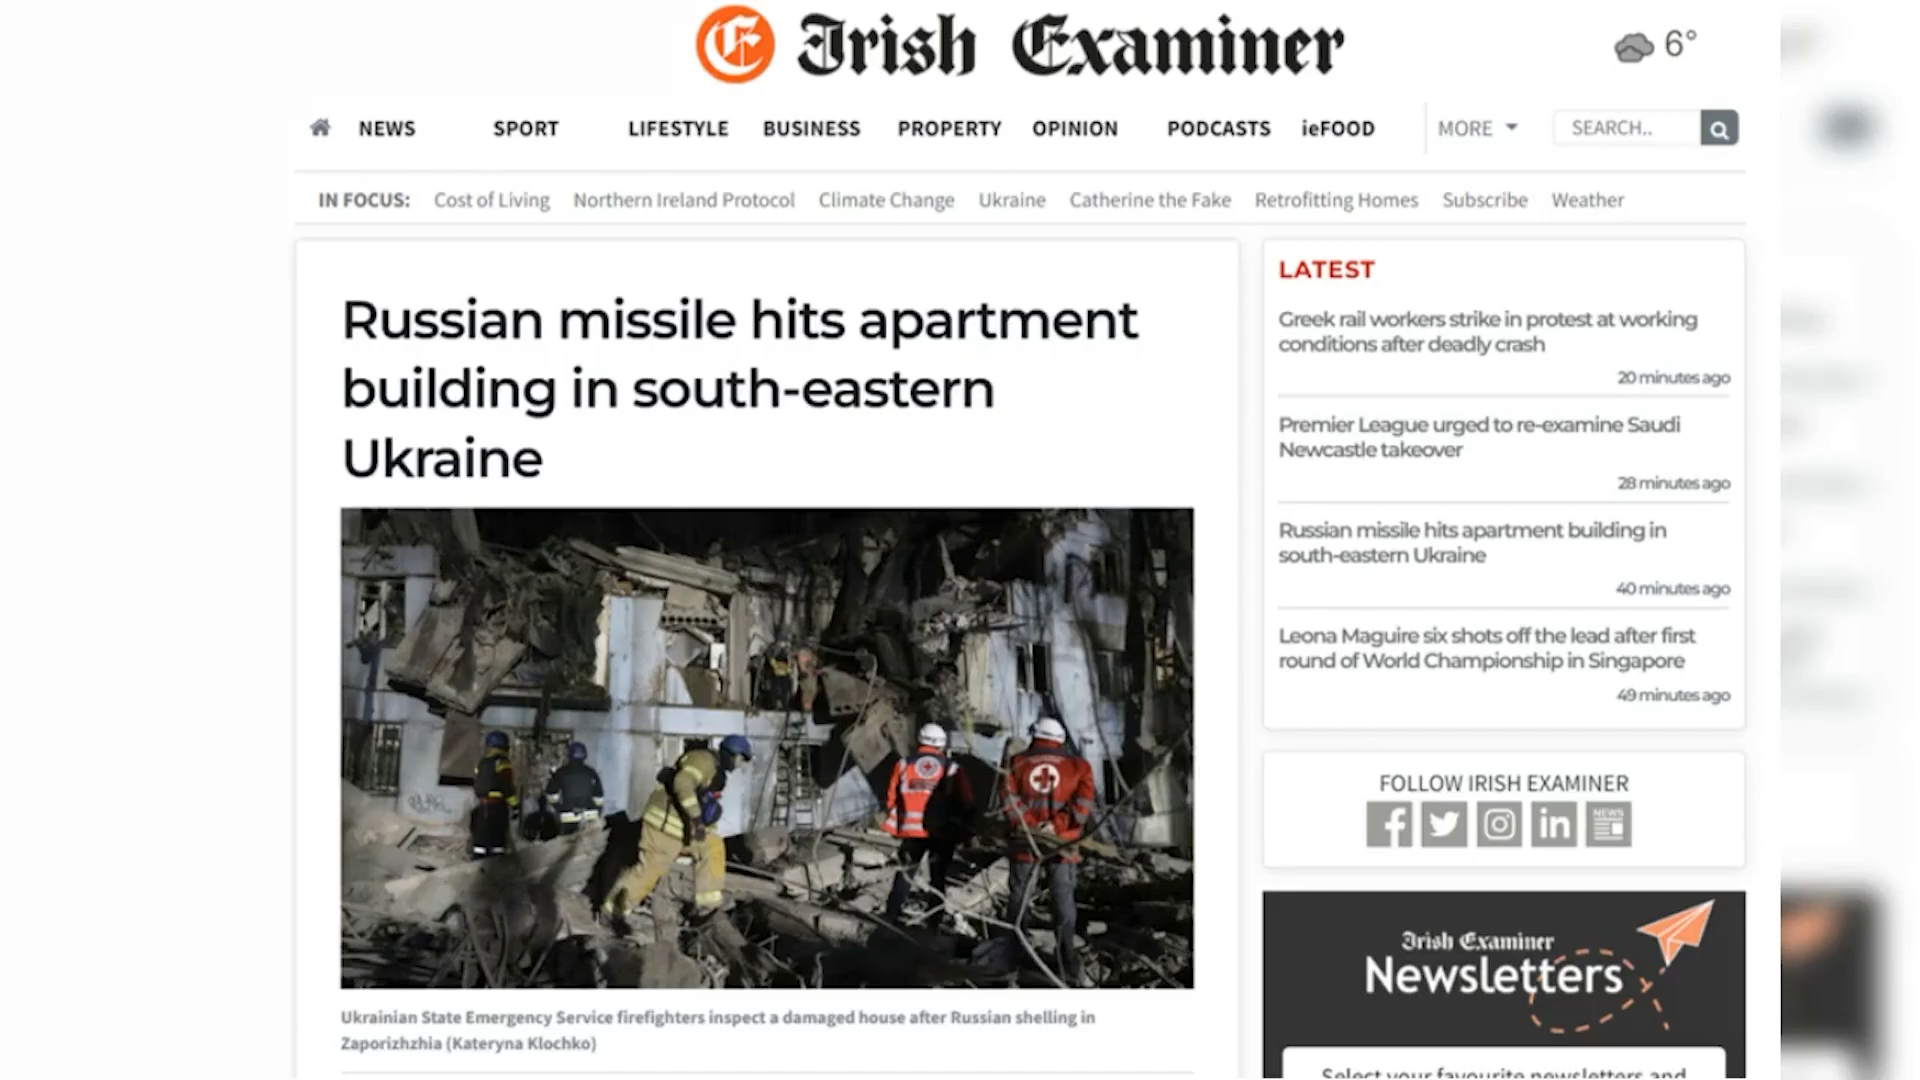 Irish Examiner
6°
NEWS SPORT LIFESTYLE BUSINESS PROPERTY OPINION PODCASTS ieFOOD MORE SEARCH..
IN FOCUS: Cost of Living Northern Ireland Protocol Climate Change Ukraine Catherine the Fake Retrofitting Homes Subscribe Weather
Russian missile hits apartment
building in south-eastern
Ukraine
Ukrainian State Emergency Service firefighters inspect a damaged house after Russian shelling in
Zaporizhzhia (Kateryna Klochko)
LATEST
Greek rail workers strike in protest at working
conditions after deadly crash
20 minutes ago
Premier League urged to re-examine Saudi
Newcastle takeover
28 minutes ago
Russian missile hits apartment building in
south-eastern Ukraine
40 minutes ago
Leona Maguire six shots off the lead after first
round of World Championship in Singapore
49 minutes ago
FOLLOW IRISH EXAMINER
NEWS
Irish Examiner
Newsletters
Select your favourite newsletters and